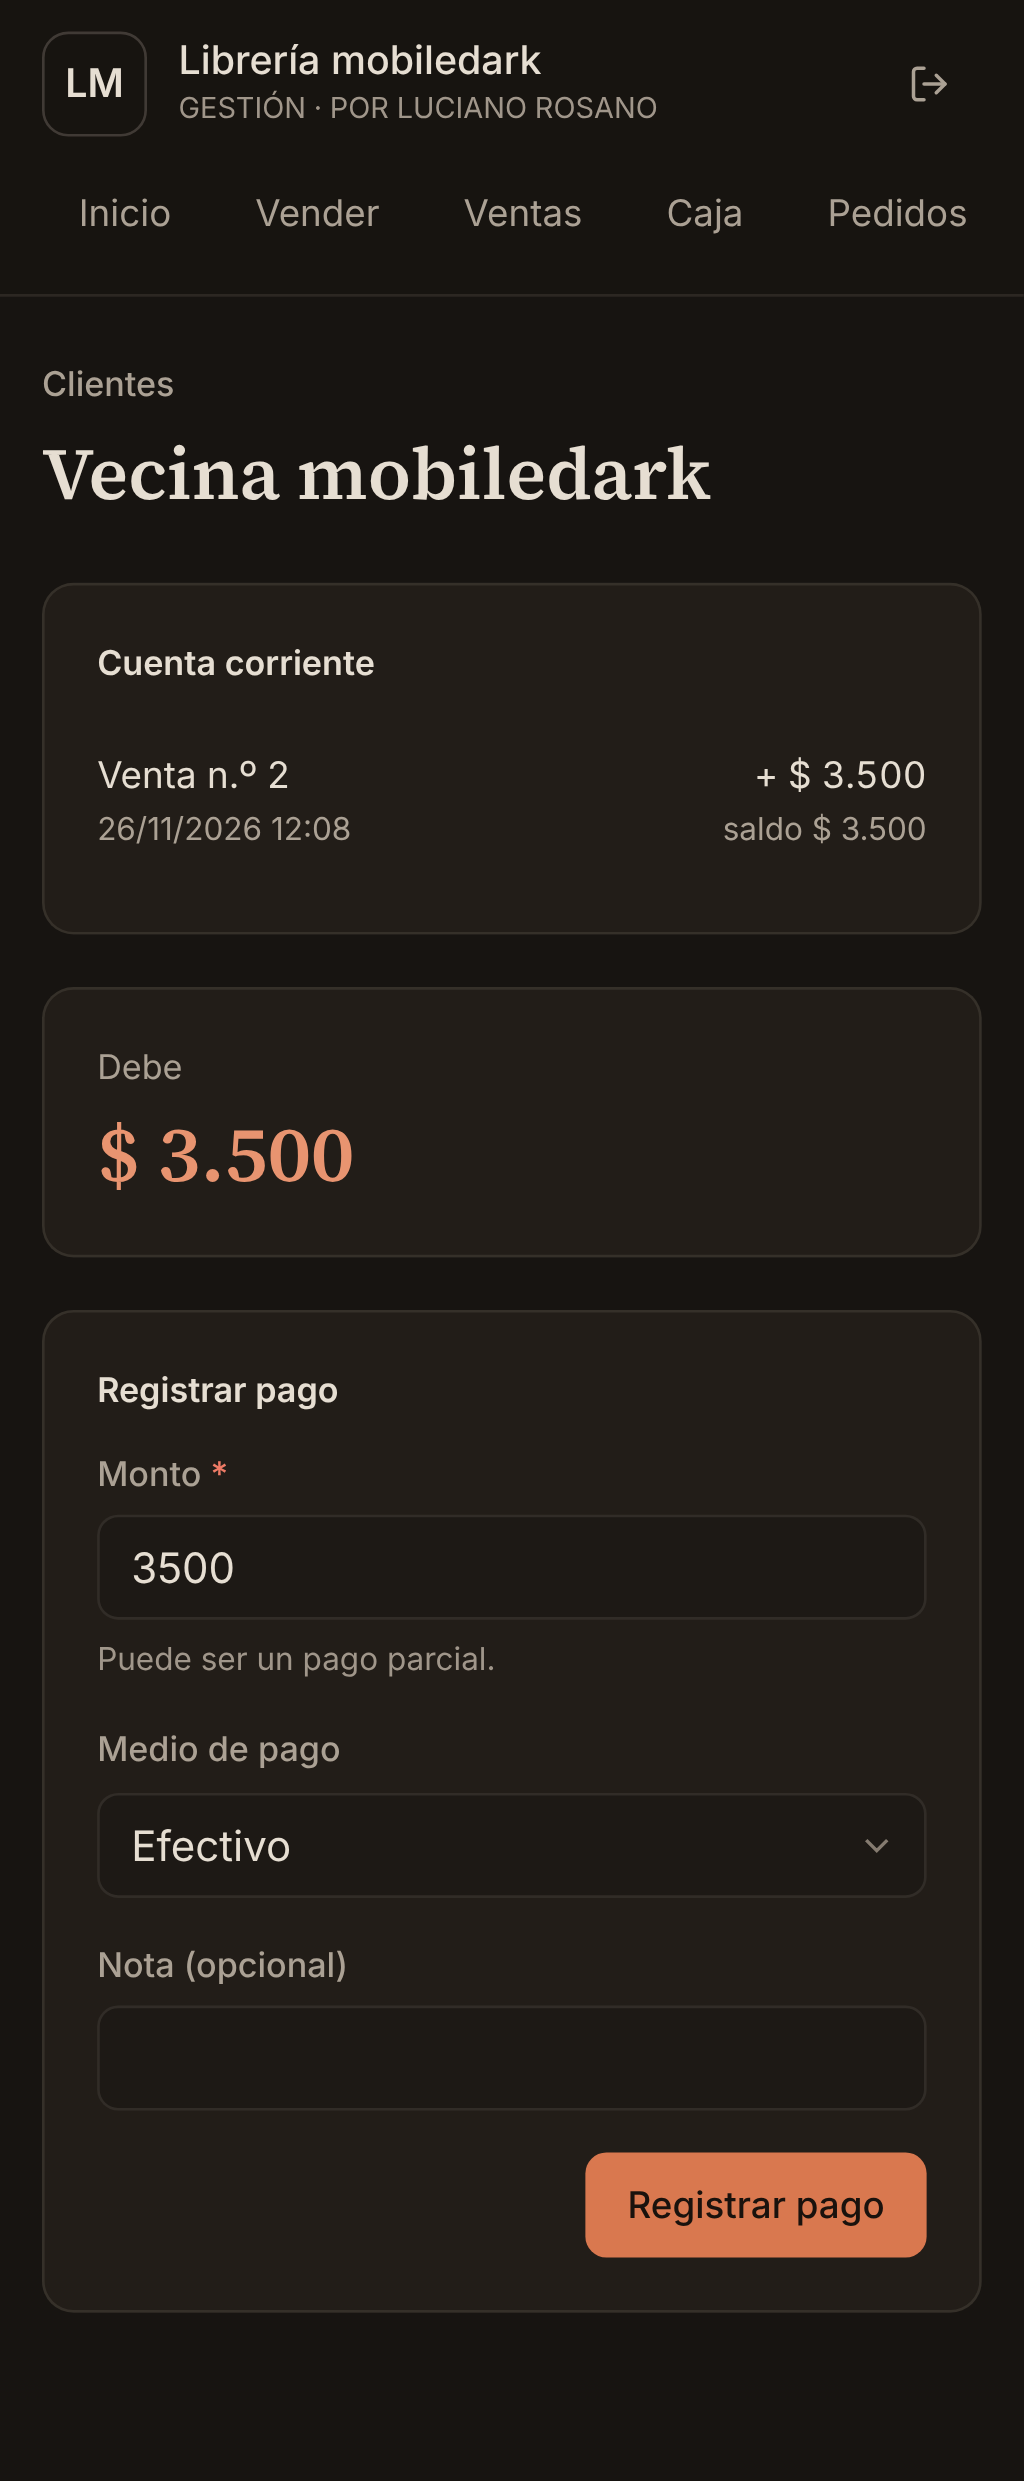 LM
Librería mobiledark
GESTIÓN · POR LUCIANO ROSANO
Inicio Vender Ventas Caja Pedidos
Clientes
Vecina mobiledark
Cuenta corriente
Venta n.º 2 + $ 3.500
26/11/2026 12:08 saldo $ 3.500
Debe
$ 3.500
Registrar pago
Monto *
3500
Puede ser un pago parcial.
Medio de pago
Efectivo
Nota (opcional)
Registrar pago